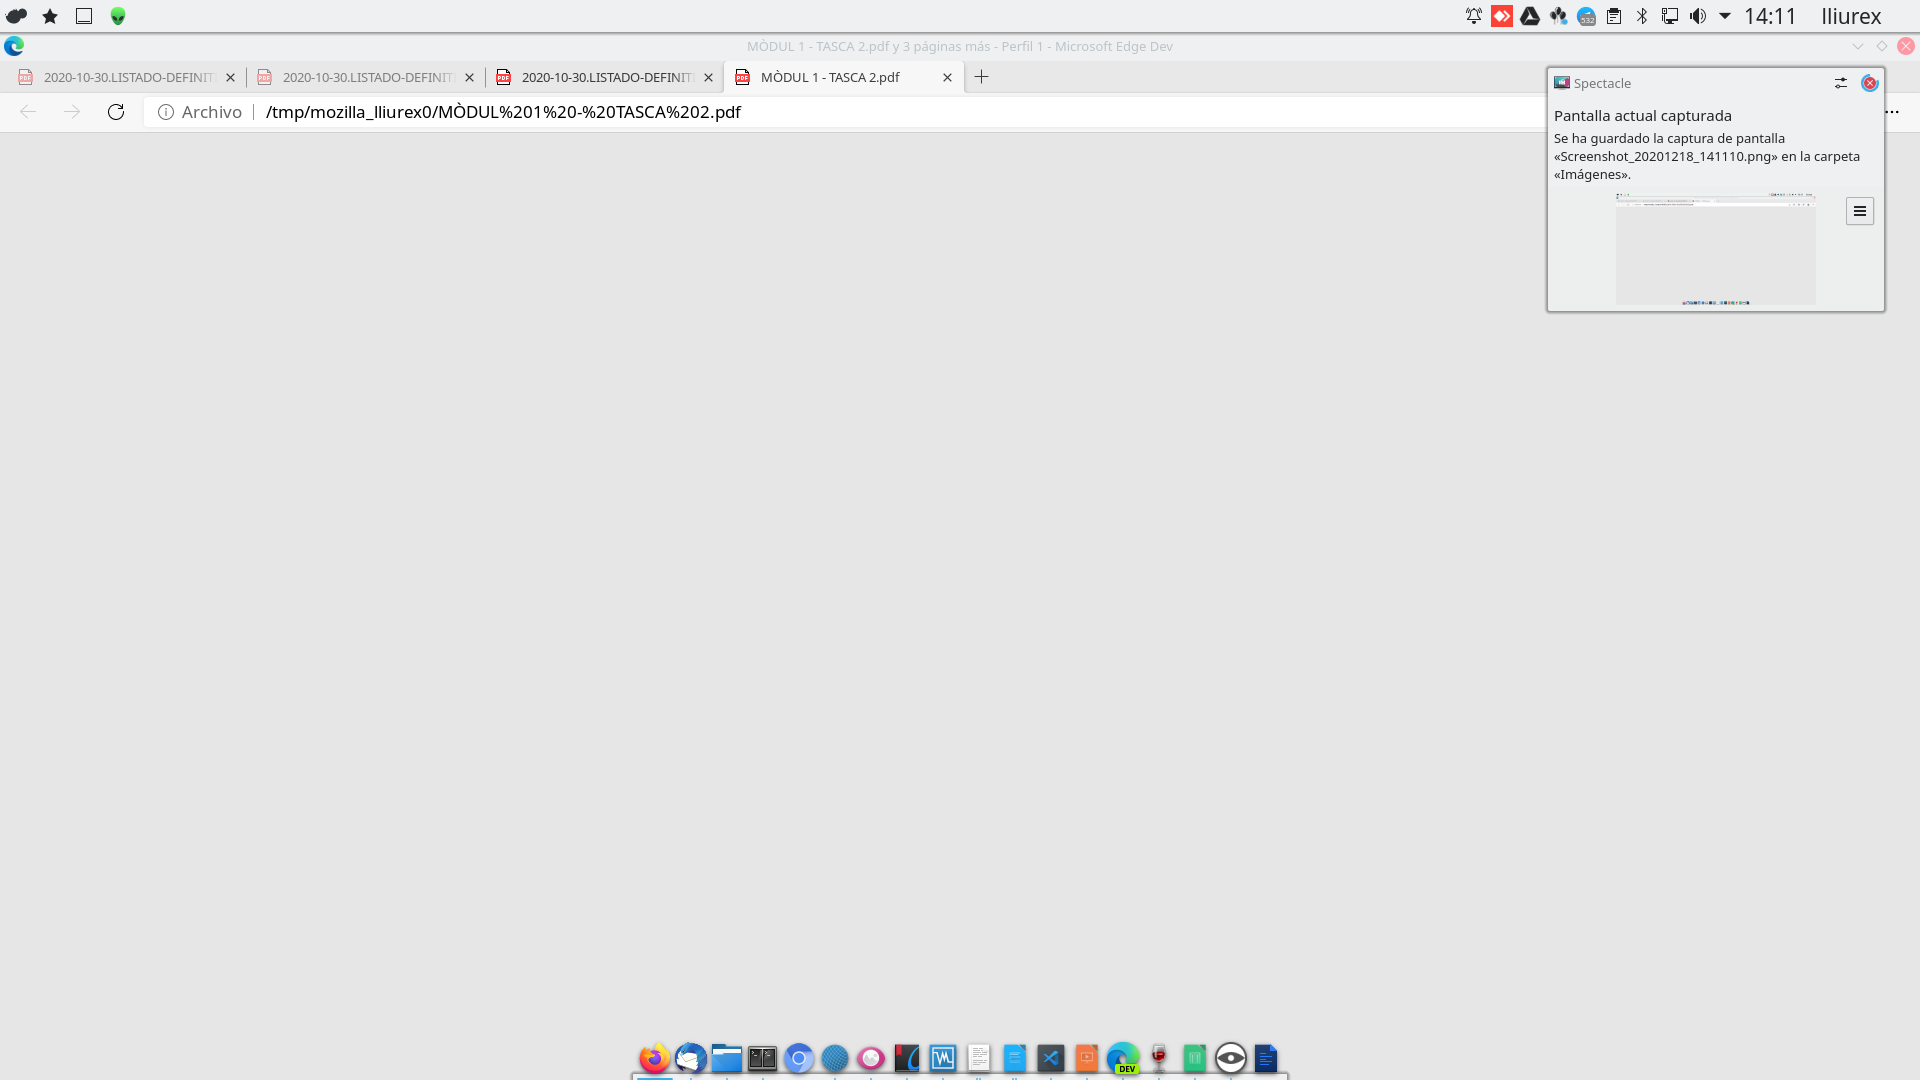 14:11 lliurex
MÒDUL 1 - TASCA 2.pdf y 3 páginas más - Perfil 1 - Microsoft Edge Dev
2020-10-30.LISTADO-DEFINIT
2020-10-30.LISTADO-DEFINIT
2020-10-30.LISTADO-DEFINIT
MÒDUL 1 - TASCA 2.pdf
Archivo /tmp/mozilla_lliurex0/MÒDUL%201%20-%20TASCA%202.pdf
Spectacle
Pantalla actual capturada
Se ha guardado la captura de pantalla
«Screenshot_20201218_141110.png» en la carpeta
«Imágenes».
532
DEV